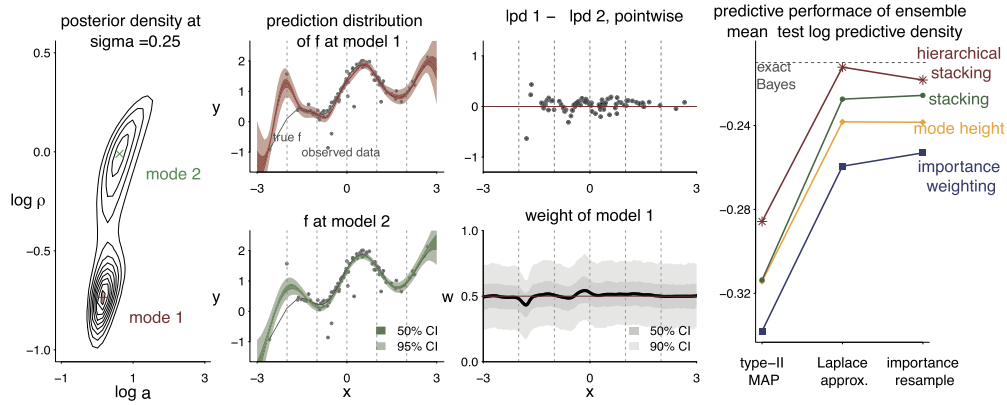 posterior density at
sigma =0.25
0.5
0.0
−0.5
−1.0
log ρ
mode 2
mode 1
−1
1
3
log a
prediction distribution
of f at model 1
2
1
0
−1
y
true f
observed data
−3
0
3
f at model 2
2
1
0
−1
y
50% CI
95% CI
−3
0
3
x
lpd 1 − lpd 2, pointwise
1
0
−1
−3
0
3
weight of model 1
1.0
0.5
0.0
w
50% CI
90% CI
−3
0
3
x
predictive performace of ensemble
mean test log predictive density
exact
Bayes
hierarchical
stacking
stacking
mode height
importance
weighting
−0.24
−0.28
−0.32
type−II
MAP
Laplace
approx.
importance
resample